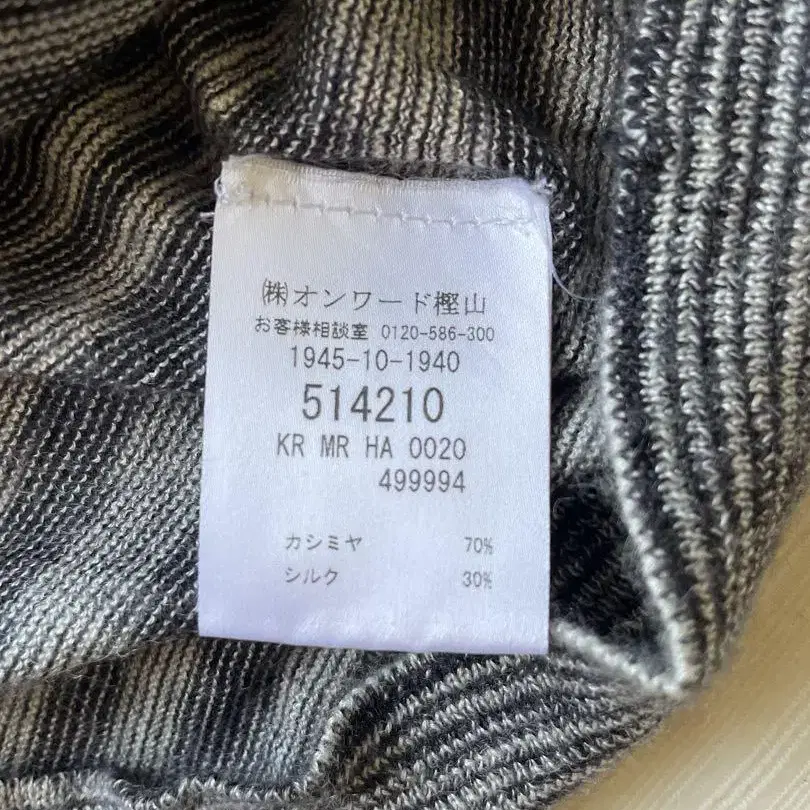 ㈱オンワード樫山
お客様相談室 0120-586-300
1945-10-1940
514210
KR MR HA 0020
499994
カシミヤ 70%
シルク 30%